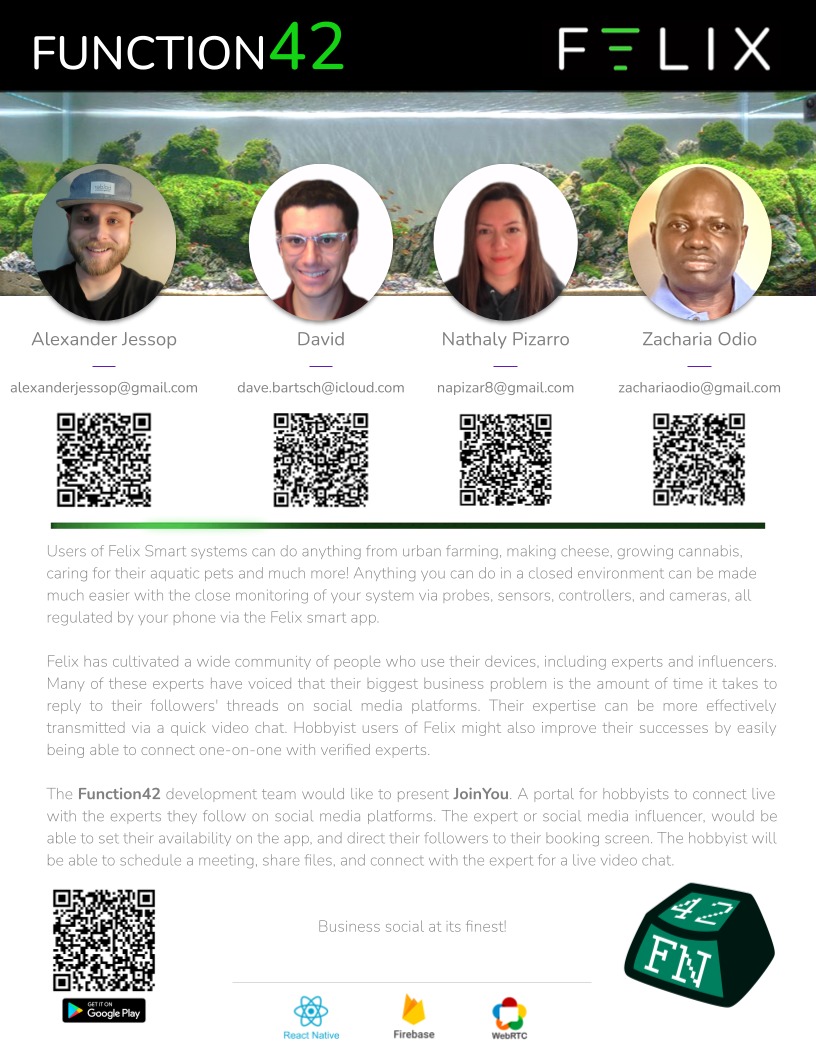 FUNCTION42
FELIX
Alexander Jessop
David
Nathaly Pizarro
Zacharia Odio
alexanderjessop@gmail.com
dave.bartsch@icloud.com
napizar8@gmail.com
zachariaodio@gmail.com
Users of Felix Smart systems can do anything from urban farming, making cheese, growing cannabis,
caring for their aquatic pets and much more! Anything you can do in a closed environment can be made
much easier with the close monitoring of your system via probes, sensors, controllers, and cameras, all
regulated by your phone via the Felix smart app.
Felix has cultivated a wide community of people who use their devices, including experts and influencers.
Many of these experts have voiced that their biggest business problem is the amount of time it takes to
reply to their followers' threads on social media platforms. Their expertise can be more effectively
transmitted via a quick video chat. Hobbyist users of Felix might also improve their successes by easily
being able to connect one-on-one with verified experts.
The Function42 development team would like to present JoinYou. A portal for hobbyists to connect live
with the experts they follow on social media platforms. The expert or social media influencer, would be
able to set their availability on the app, and direct their followers to their booking screen. The hobbyist will
be able to schedule a meeting, share files, and connect with the expert for a live video chat.
Business social at its finest!
42
FN
GET IT ON
Google Play
React Native
Firebase
WebRTC